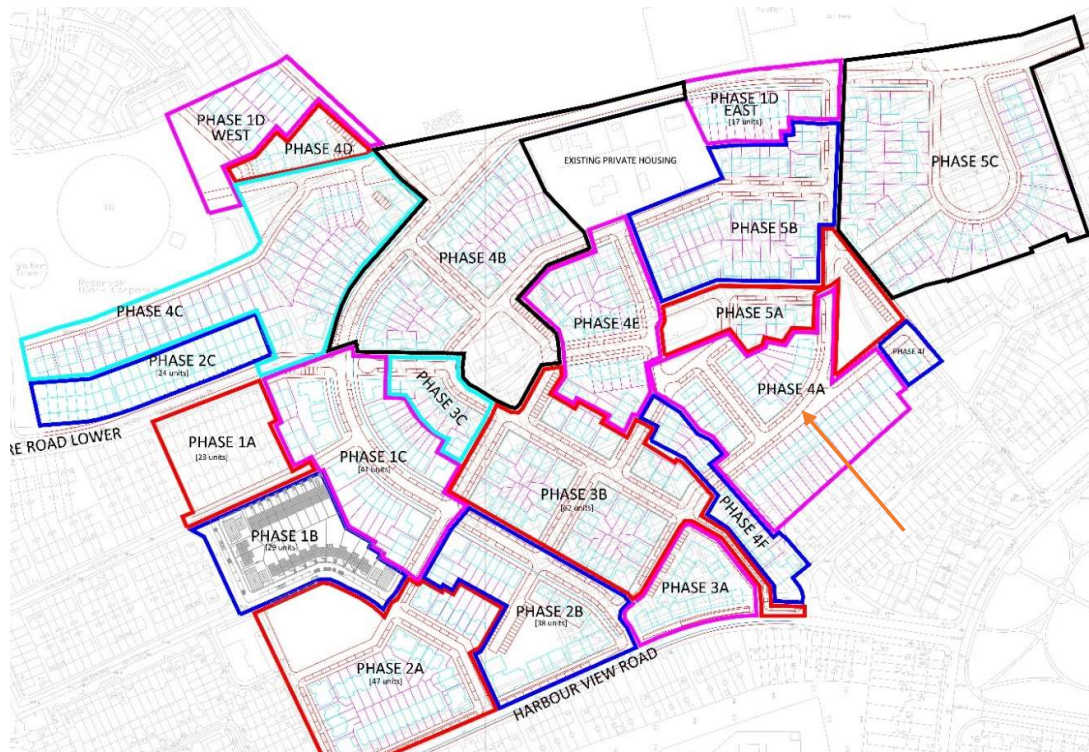 PHASE 1D
WEST
PHASE 4D
PHASE 1D
EAST
[17 units]
PHASE 5C
EXISTING PRIVATE HOUSING
PHASE 5B
PHASE 4B
PHASE 4C
PHASE 4E
PHASE 5A
PHASE 2C
[24 units]
PHASE 4A
PHASE 3C
RE ROAD LOWER
PHASE 1A
[23 units]
PHASE 1C
[41 units]
PHASE 3B
[62 units]
PHASE 1B
[29 units]
PHASE 4F
PHASE 3A
PHASE 2B
[38 units]
PHASE 2A
[47 units]
HARBOUR VIEW ROAD